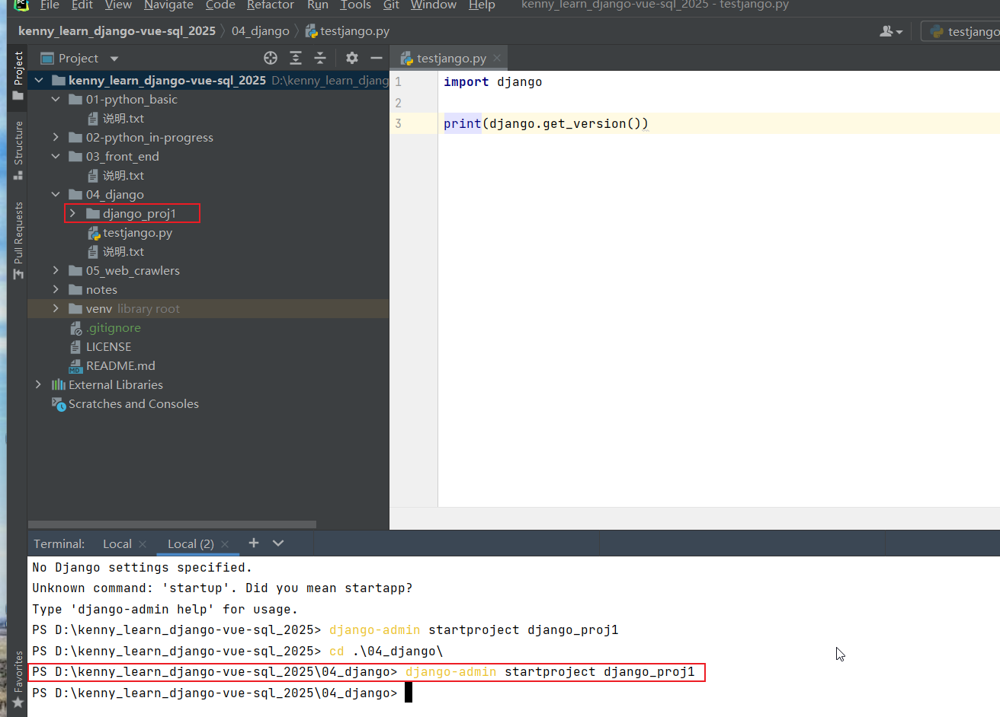 File Edit View Navigate Code Refactor Run Tools Git Window Help kenny_learn_django-vue-sql_2025 - testjango.py
kenny_learn_django-vue-sql_2025 〉 04_django 〉 testjango.py
testjango
Project
Project
testjango.py
kenny_learn_django-vue-sql_2025 D:\kenny_learn_djang
01-python_basic
说明.txt
02-python_in-progress
03_front_end
说明.txt
04_django
django_proj1
testjango.py
说明.txt
05_web_crawlers
notes
venv library root
.gitignore
LICENSE
README.md
External Libraries
Scratches and Consoles
Structure
Pull Requests
Favorites
1 import django
2
3 print(django.get_version())
Terminal: Local Local (2)
No Django settings specified.
Unknown command: 'startup'. Did you mean startapp?
Type 'django-admin help' for usage.
PS D:\kenny_learn_django-vue-sql_2025> django-admin startproject django_proj1
PS D:\kenny_learn_django-vue-sql_2025> cd .\04_django\
PS D:\kenny_learn_django-vue-sql_2025\04_django> django-admin startproject django_proj1
PS D:\kenny_learn_django-vue-sql_2025\04_django>